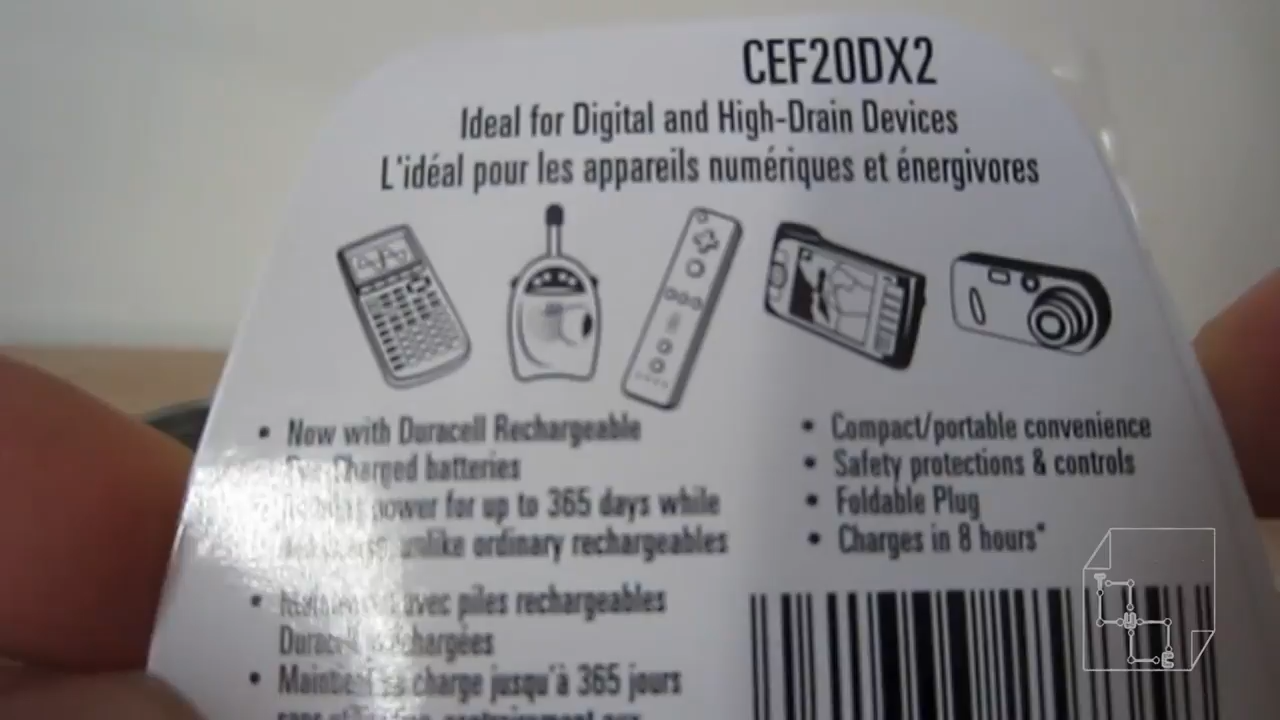 CEF20DX2
Ideal for Digital and High-Drain Devices
L'idéal pour les appareils numériques et énergivores
• Now with Duracell Rechargeable
Charged batteries
power for up to 365 days while
unlike ordinary rechargeables
• avec piles rechargeables
Duracell
• charge jusqu'à 365 jours
• Compact/portable convenience
• Safety protections & controls
• Foldable Plug
• Charges in 8 hours*
T
U
E